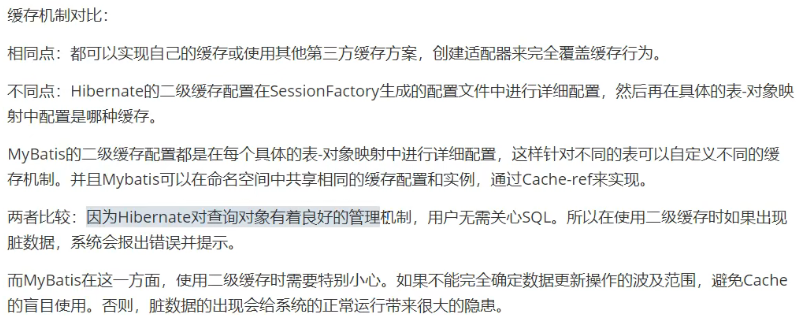 缓存机制对比：
相同点：都可以实现自己的缓存或使用其他第三方缓存方案，创建适配器来完全覆盖缓存行为。
不同点：Hibernate的二级缓存配置在SessionFactory生成的配置文件中进行详细配置，然后再在具体的表-对象映
射中配置是哪种缓存。
MyBatis的二级缓存配置都是在每个具体的表-对象映射中进行详细配置，这样针对不同的表可以自定义不同的缓
存机制。并且Mybatis可以在命名空间中共享相同的缓存配置和实例，通过Cache-ref来实现。
两者比较：因为Hibernate对查询对象有着良好的管理机制，用户无需关心SQL。所以在使用二级缓存时如果出现
脏数据，系统会报出错误并提示。
而MyBatis在这一方面，使用二级缓存时需要特别小心。如果不能完全确定数据更新操作的波及范围，避免Cache
的盲目使用。否则，脏数据的出现会给系统的正常运行带来很大的隐患。